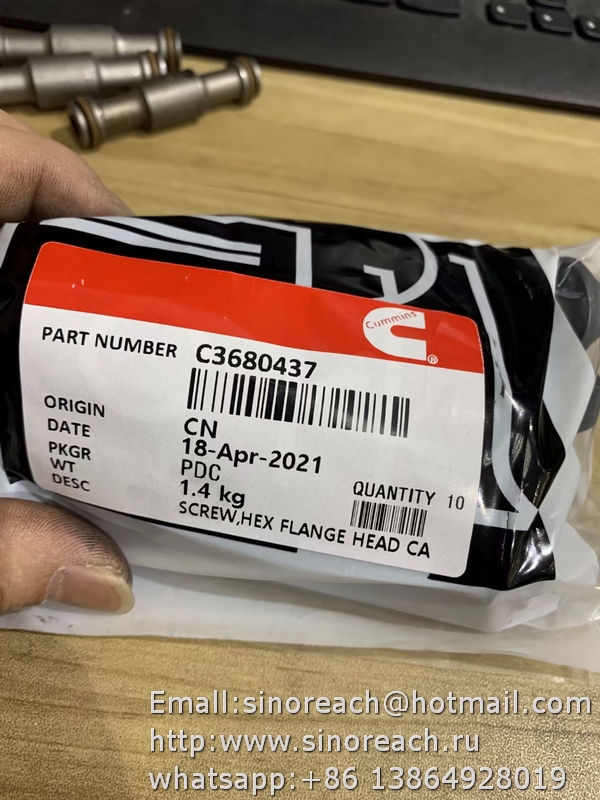 Cummins
®
PART NUMBER C3680437
ORIGIN CN
DATE 18-Apr-2021
PKGR PDC
WT 1.4 kg
QUANTITY 10
DESC SCREW,HEX FLANGE HEAD CA
Emall:sinoreach@hotmail.com
http:www.sinoreach.ru
whatsapp:+86 13864928019